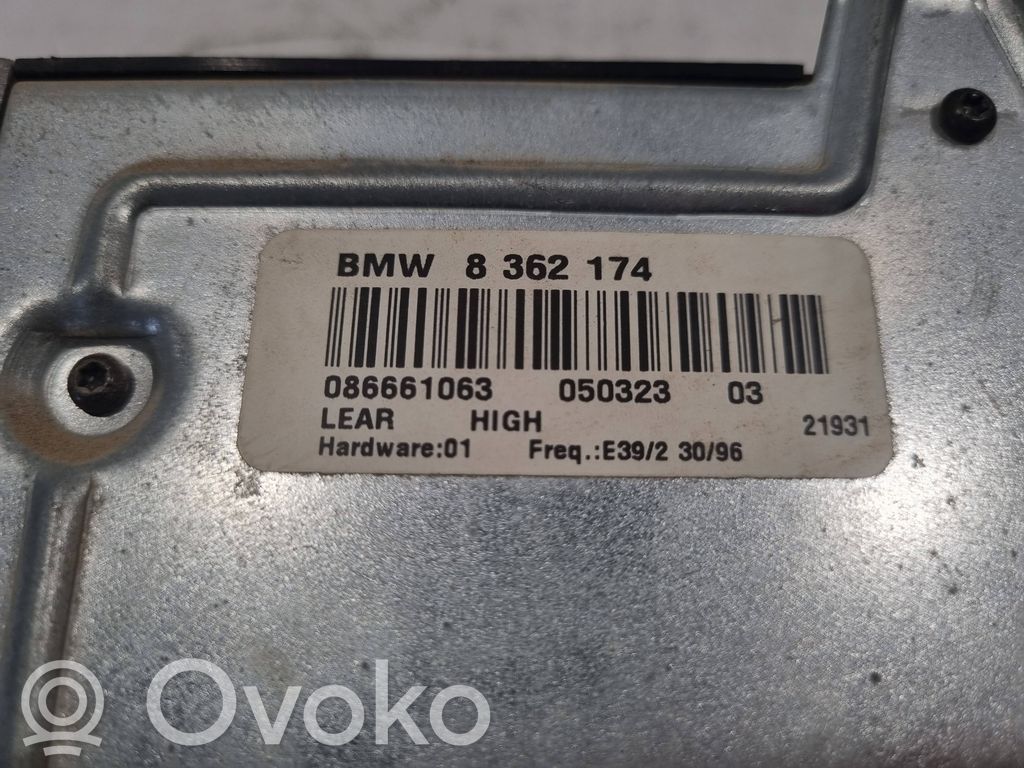 BMW 8 362 174
086661063 050323 03
LEAR HIGH 21931
Hardware:01 Freq.:E39/2 30/96
Ovoko